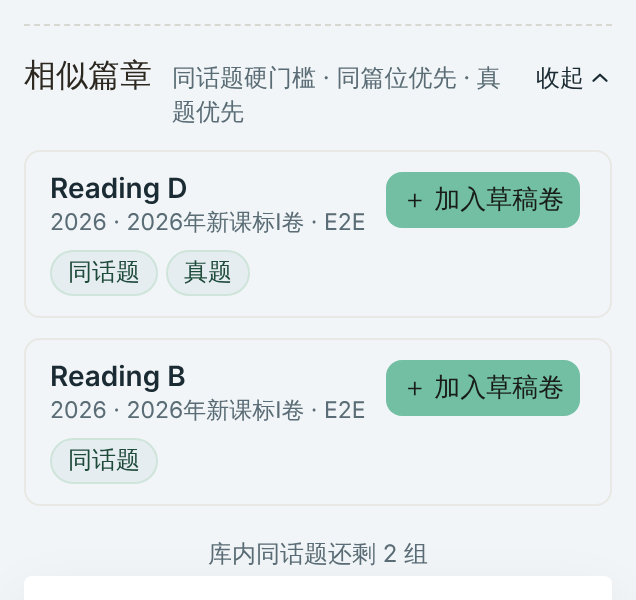 相似篇章
同话题硬门槛 · 同篇位优先 · 真
题优先
收起
Reading D
2026 · 2026年新课标I卷 · E2E
＋ 加入草稿卷
同话题
真题
Reading B
2026 · 2026年新课标I卷 · E2E
＋ 加入草稿卷
同话题
库内同话题还剩 2 组